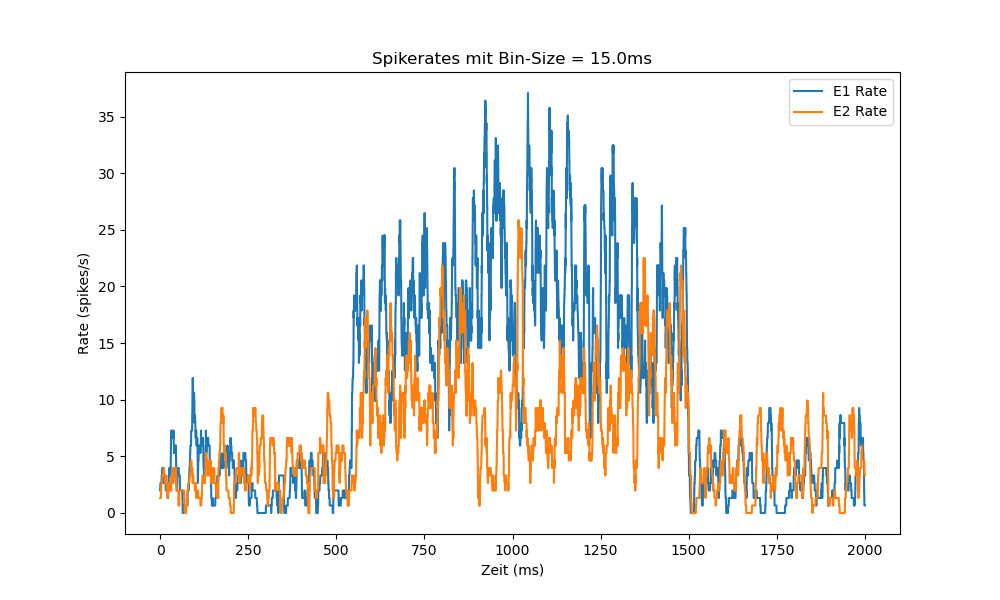 Spikerates mit Bin-Size = 15.0ms
E1 Rate
E2 Rate
35
30
25
20
15
10
5
0
Rate (spikes/s)
0 250 500 750 1000 1250 1500 1750 2000
Zeit (ms)